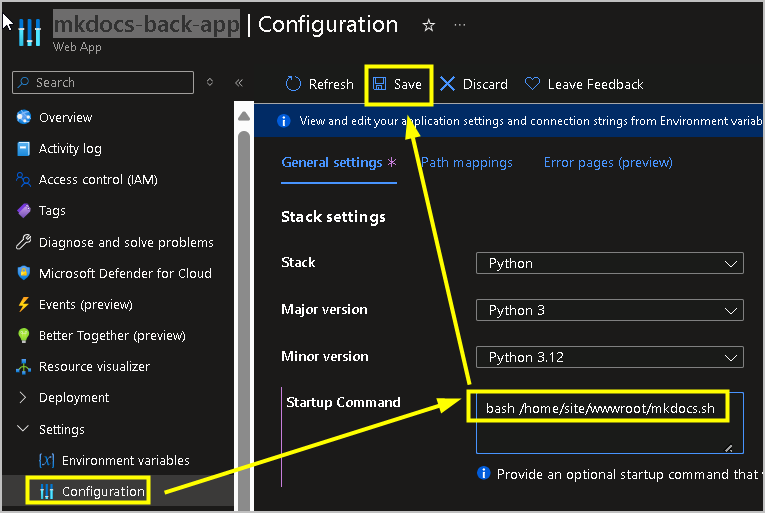 mkdocs-back-app | Configuration
Web App
Search
Refresh
Save
Discard
Leave Feedback
Overview
Activity log
Access control (IAM)
Tags
Diagnose and solve problems
Microsoft Defender for Cloud
Events (preview)
Better Together (preview)
Resource visualizer
Deployment
Settings
Environment variables
Configuration
View and edit your application settings and connection strings from Environment variab
General settings *
Path mappings
Error pages (preview)
Stack settings
Stack
Python
Major version
Python 3
Minor version
Python 3.12
Startup Command
bash /home/site/wwwroot/mkdocs.sh
Provide an optional startup command that